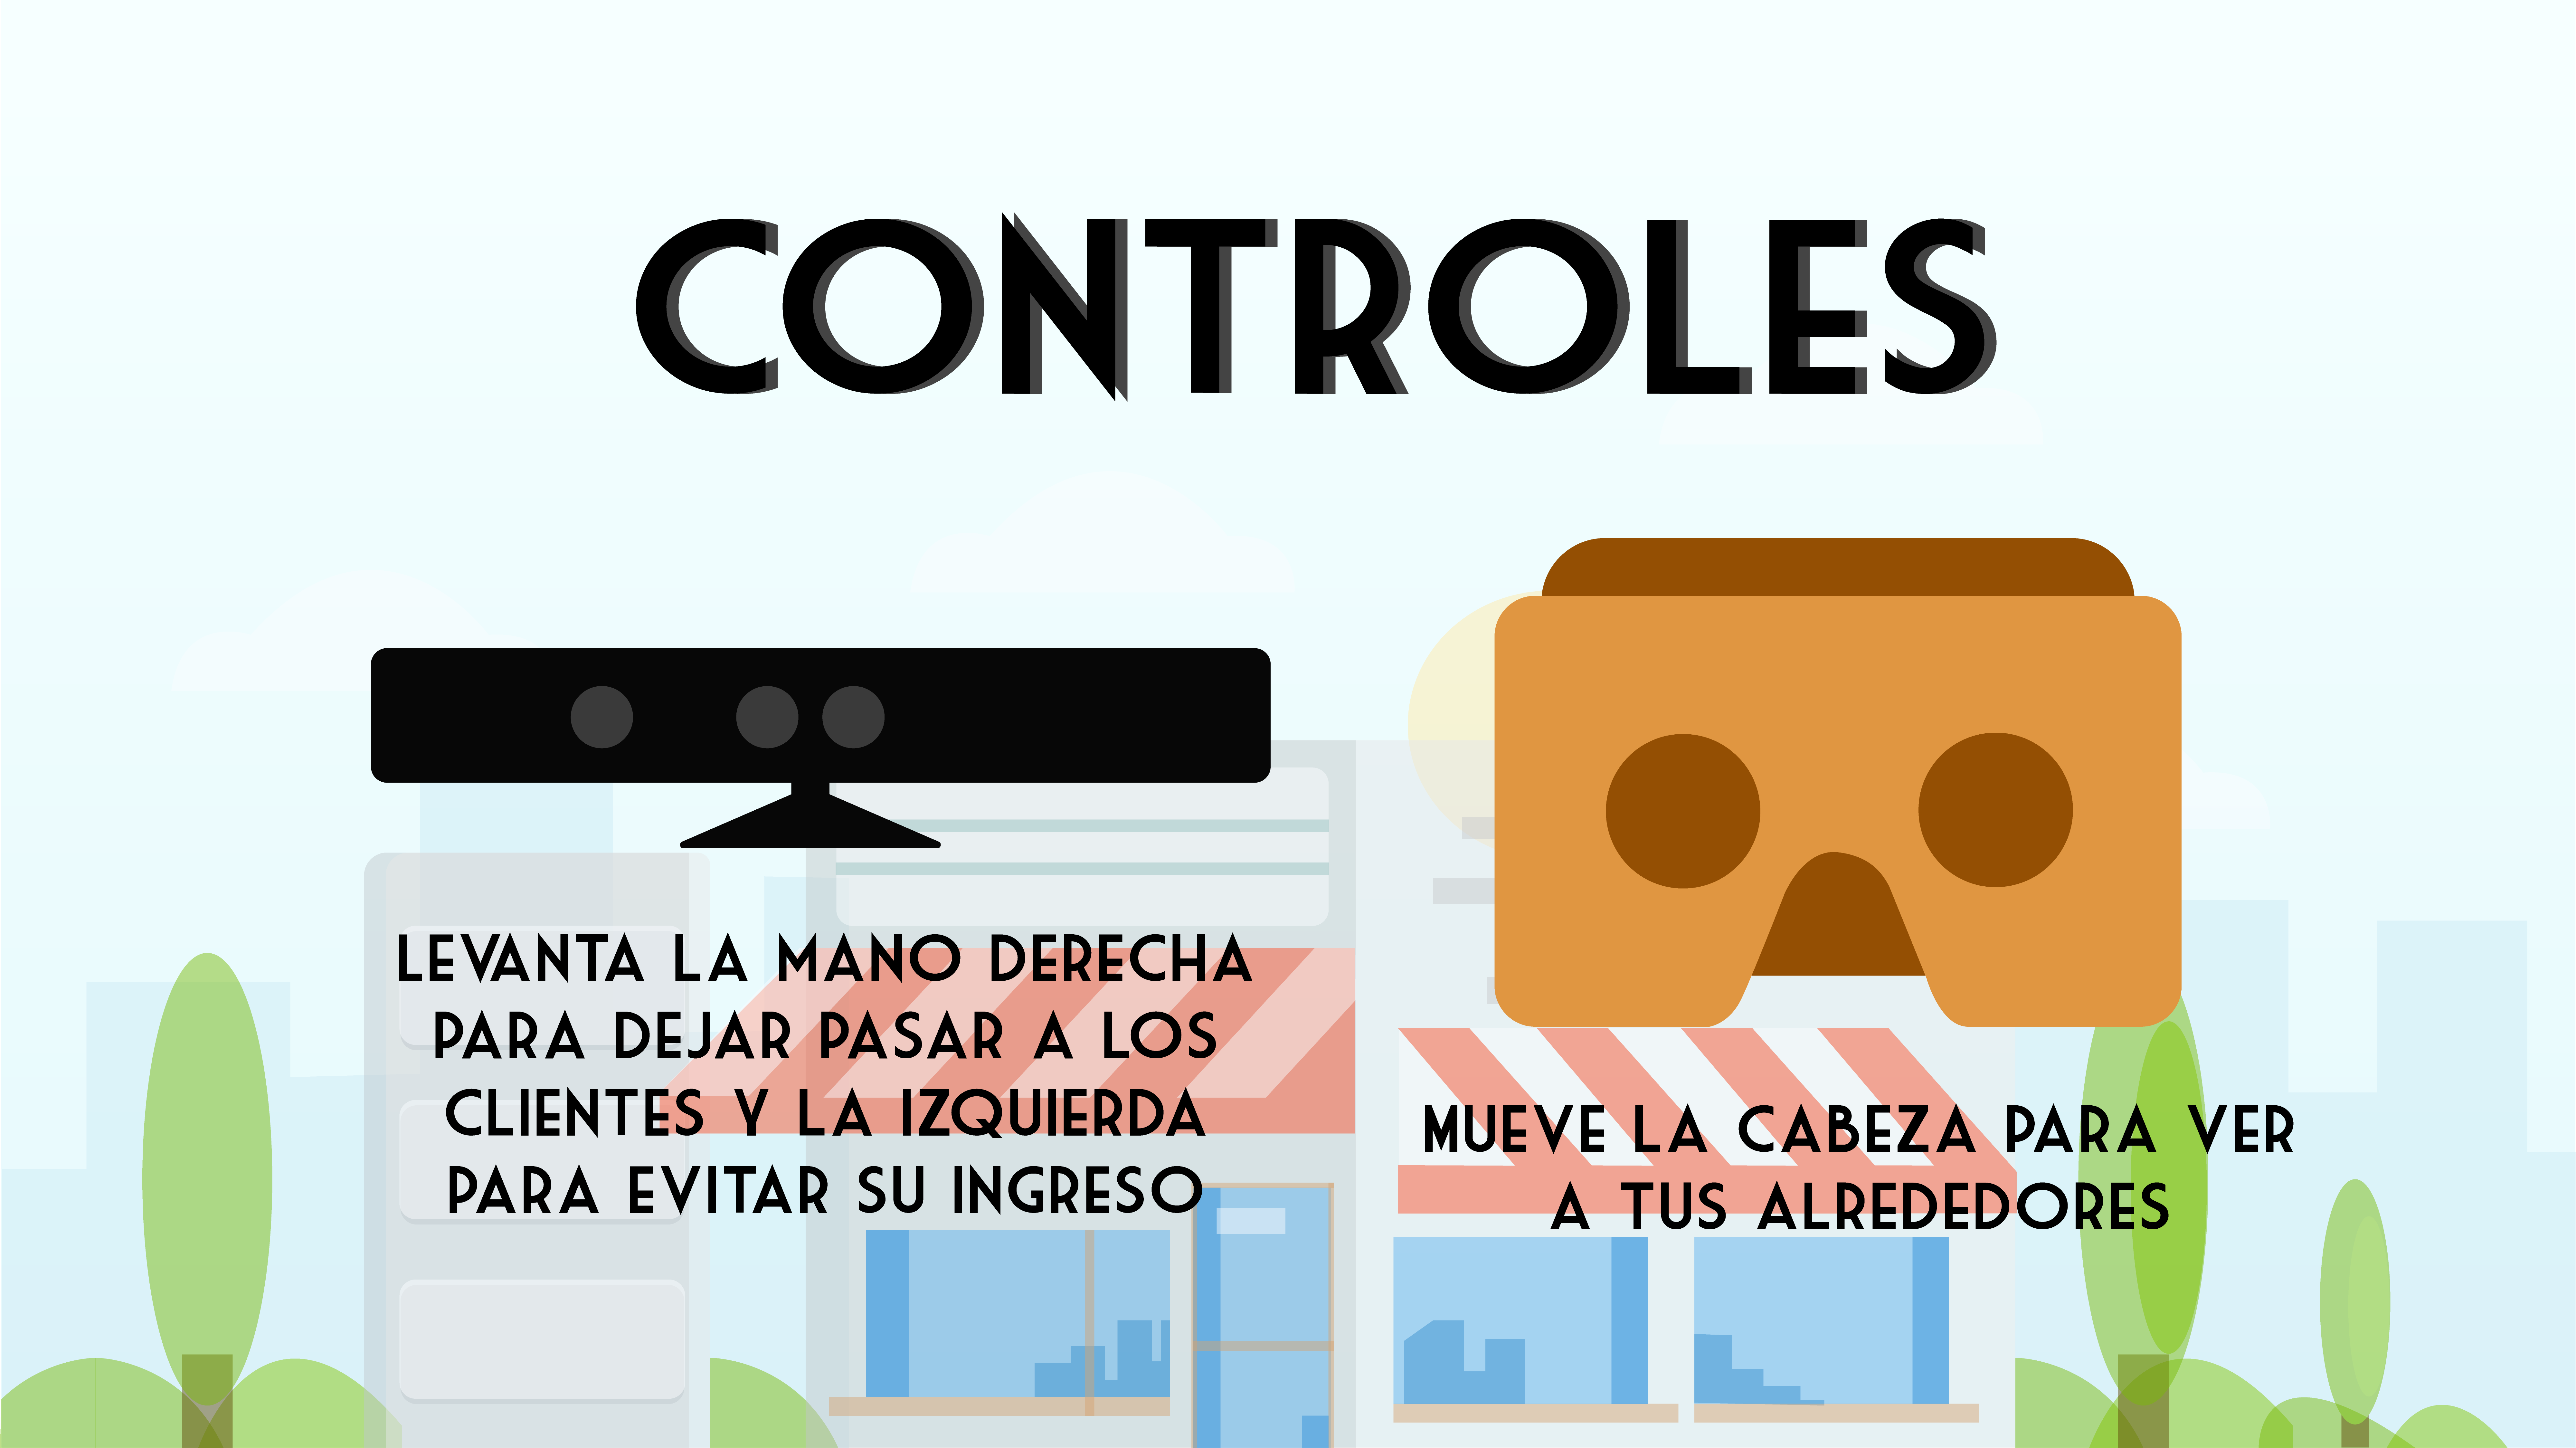 CONTROLES
LEVANTA LA MANO DERECHA
PARA DEJAR PASAR A LOS
CLIENTES Y LA IZQUIERDA
PARA EVITAR SU INGRESO
MUEVE LA CABEZA PARA VER
A TUS ALREDEDORES